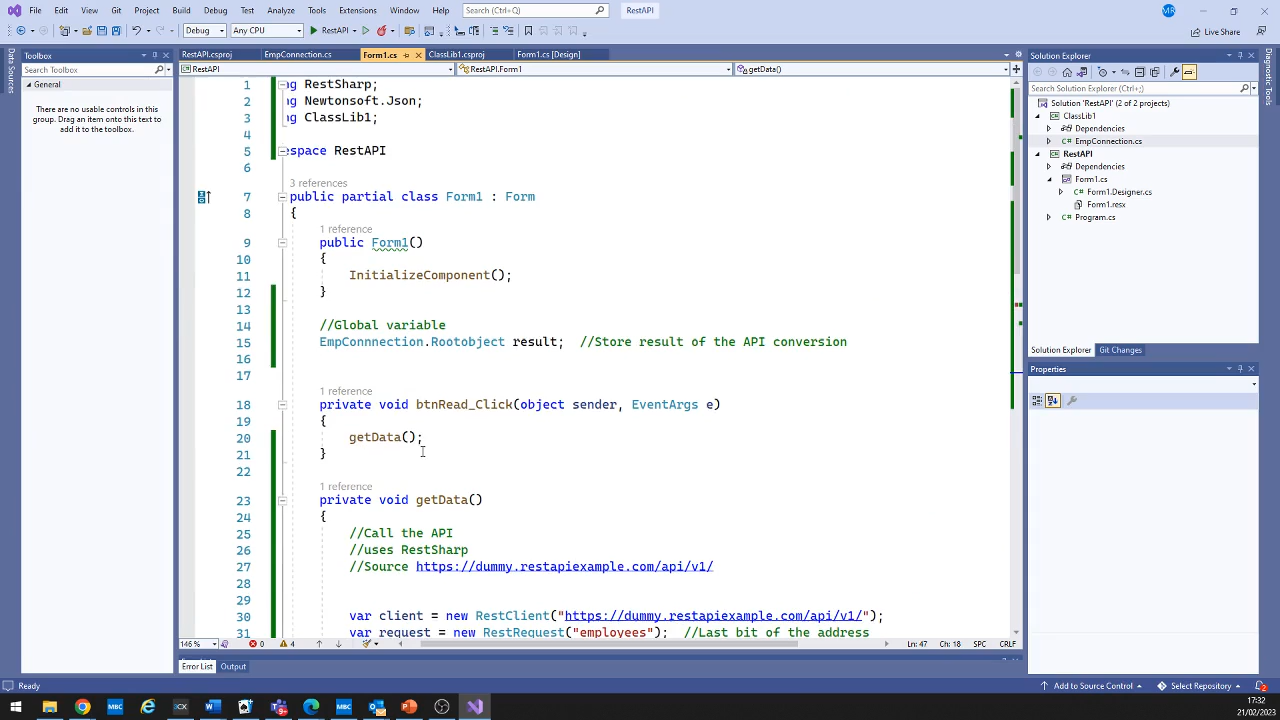 File Edit View Git Project Build Debug Test Analyze Tools Extensions Window Help Search (Ctrl+Q) RestAPI MR
Debug Any CPU RestAPI Live Share
Data Sources
Toolbox
Search Toolbox
General
There are no usable controls in this
group. Drag an item onto this text to
add it to the toolbox.
RestAPI.csproj EmpConnection.cs Form1.cs ClassLib1.csproj Form1.cs [Design]
RestAPI RestAPI.Form1 getData()
1 ng RestSharp;
2 ng Newtonsoft.Json;
3 ng ClassLib1;
4
5 espace RestAPI
6
3 references
7 public partial class Form1 : Form
8 {
1 reference
9 public Form1()
10 {
11 InitializeComponent();
12 }
13
14 //Global variable
15 EmpConnnection.Rootobject result; //Store result of the API conversion
16
17
1 reference
18 private void btnRead_Click(object sender, EventArgs e)
19 {
20 getData();
21 }
22
1 reference
23 private void getData()
24 {
25 //Call the API
26 //uses RestSharp
27 //Source https://dummy.restapiexample.com/api/v1/
28
29
30 var client = new RestClient("https://dummy.restapiexample.com/api/v1/");
31 var request = new RestRequest("employees"); //Last bit of the address
146 % 0 4 Ln: 47 Ch: 18 SPC CRLF
Error List Output
Solution Explorer
Search Solution Explorer (Ctrl+;)
Solution 'RestAPI' (2 of 2 projects)
ClassLib1
Dependencies
EmpConnection.cs
RestAPI
Dependencies
Form1.cs
Form1.Designer.cs
Form1.resx
Program.cs
Solution Explorer Git Changes
Properties
Diagnostic Tools
Ready Add to Source Control Select Repository 2
MBC MBC
17:32
21/02/2023